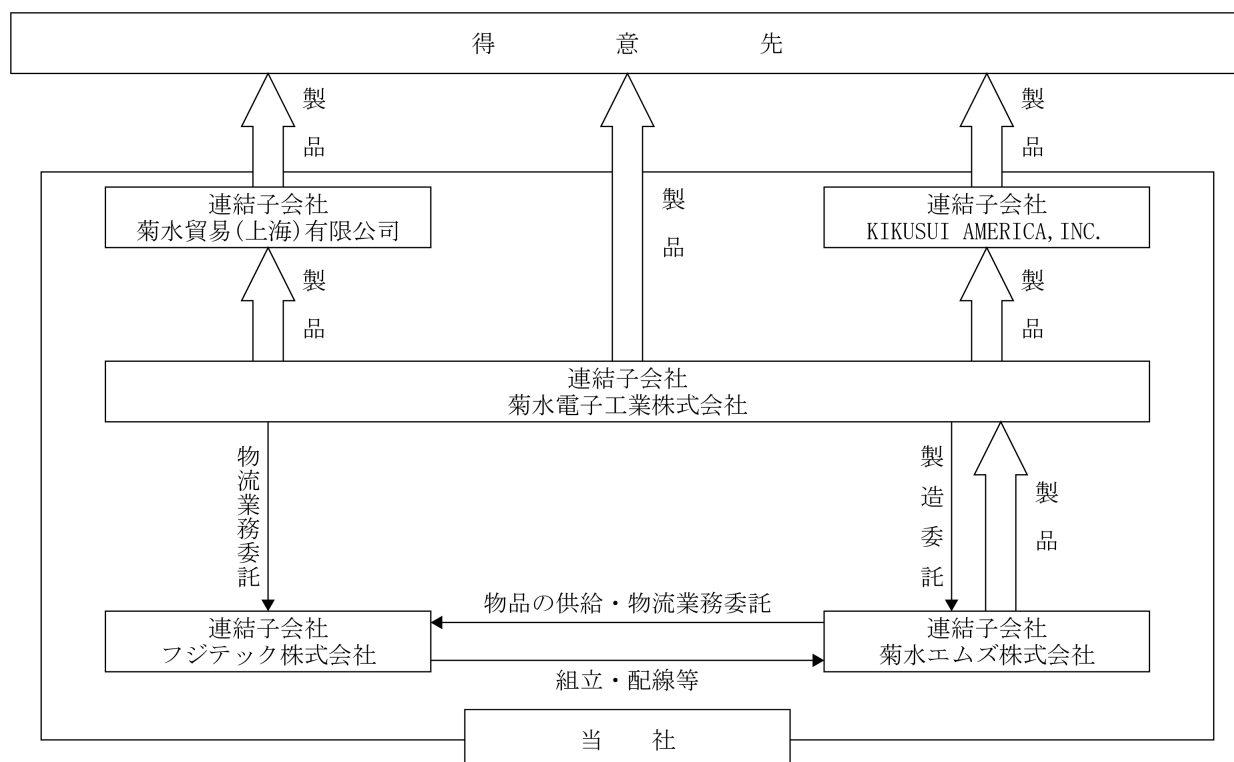 得意先
製品
製品
製品
連結子会社
菊水貿易(上海)有限公司
連結子会社
KIKUSUI AMERICA,INC.
製品
製品
連結子会社
菊水電子工業株式会社
物流業務委託
製造委託
製品
物品の供給・物流業務委託
連結子会社
フジテック株式会社
連結子会社
菊水エムズ株式会社
組立・配線等
当社